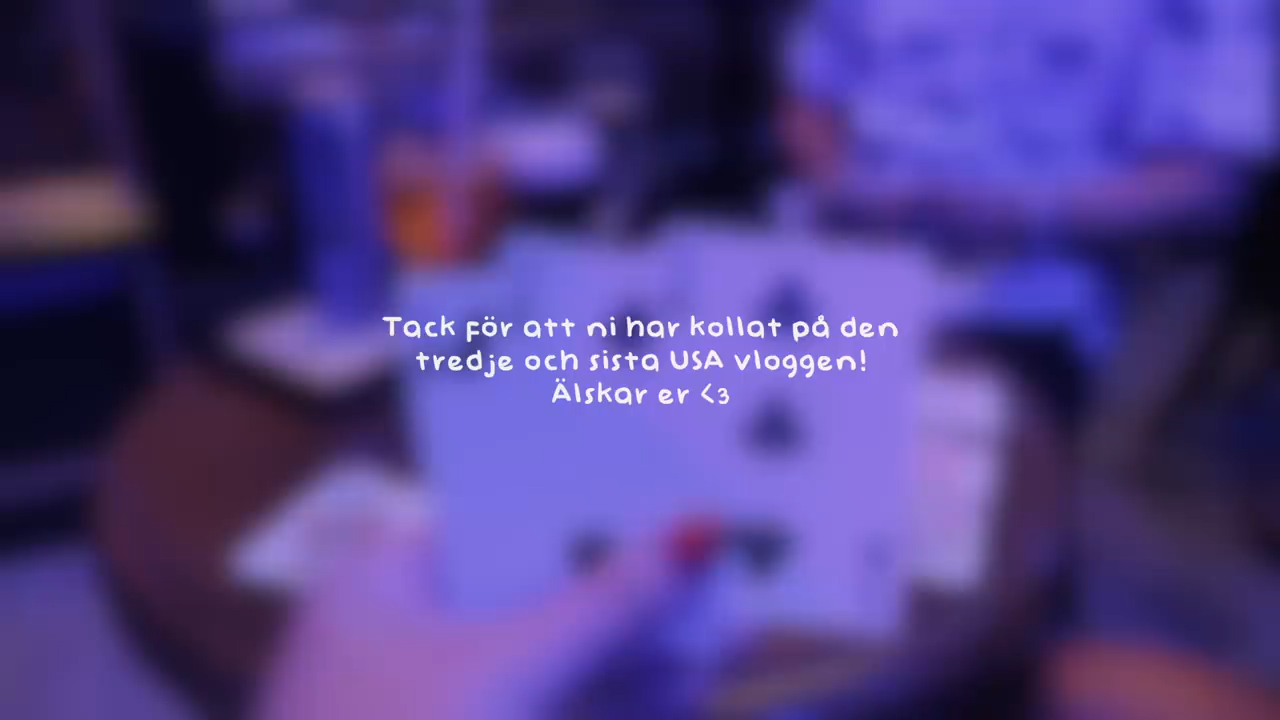 Tack för att ni har kollat på den
tredje och sista USA vloggen!
Älskar er <3